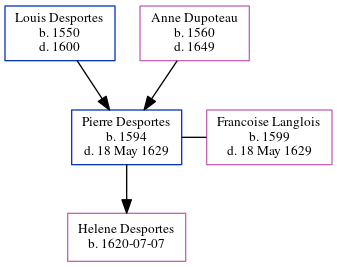 Louis Desportes
b. 1550
d. 1600
Anne Dupoteau
b. 1560
d. 1649
Pierre Desportes
b. 1594
d. 18 May 1629
Francoise Langlois
b. 1599
d. 18 May 1629
Helene Desportes
b. 1620-07-07